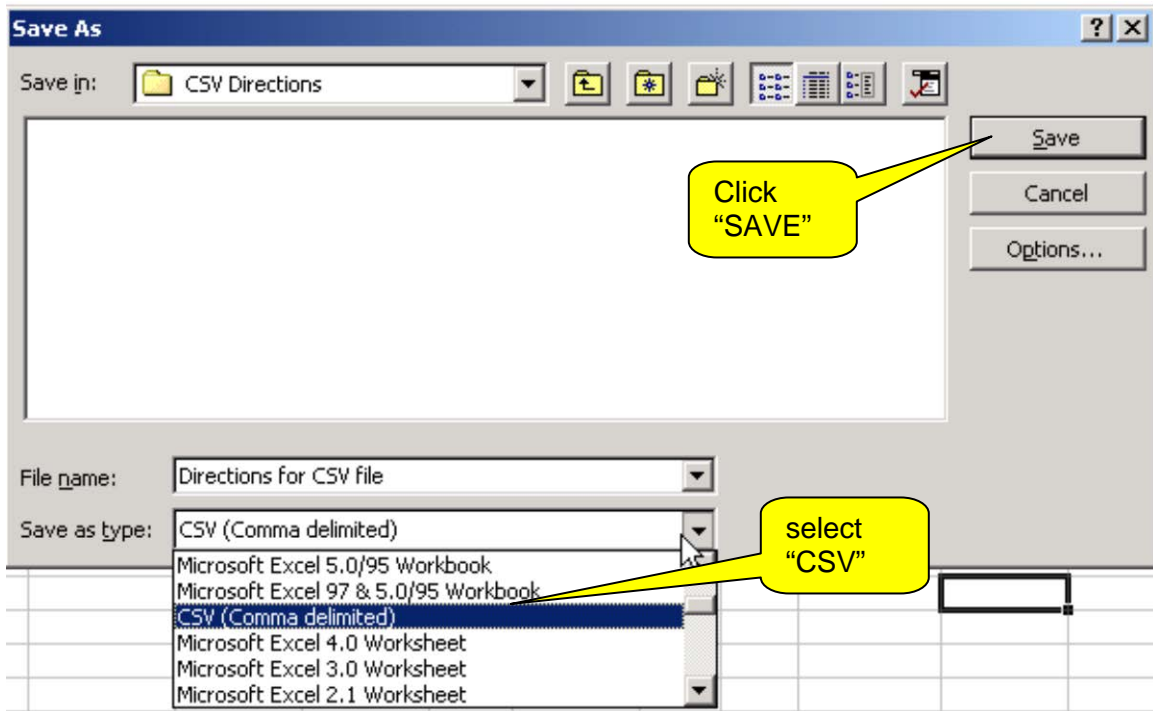 Save As
Save in: CSV Directions
Save
Click
“SAVE”
Cancel
Options...
File name: Directions for CSV file
Save as type: CSV (Comma delimited)
select
“CSV”
Microsoft Excel 5.0/95 Workbook
Microsoft Excel 97 & 5.0/95 Workbook
CSV (Comma delimited)
Microsoft Excel 4.0 Worksheet
Microsoft Excel 3.0 Worksheet
Microsoft Excel 2.1 Worksheet